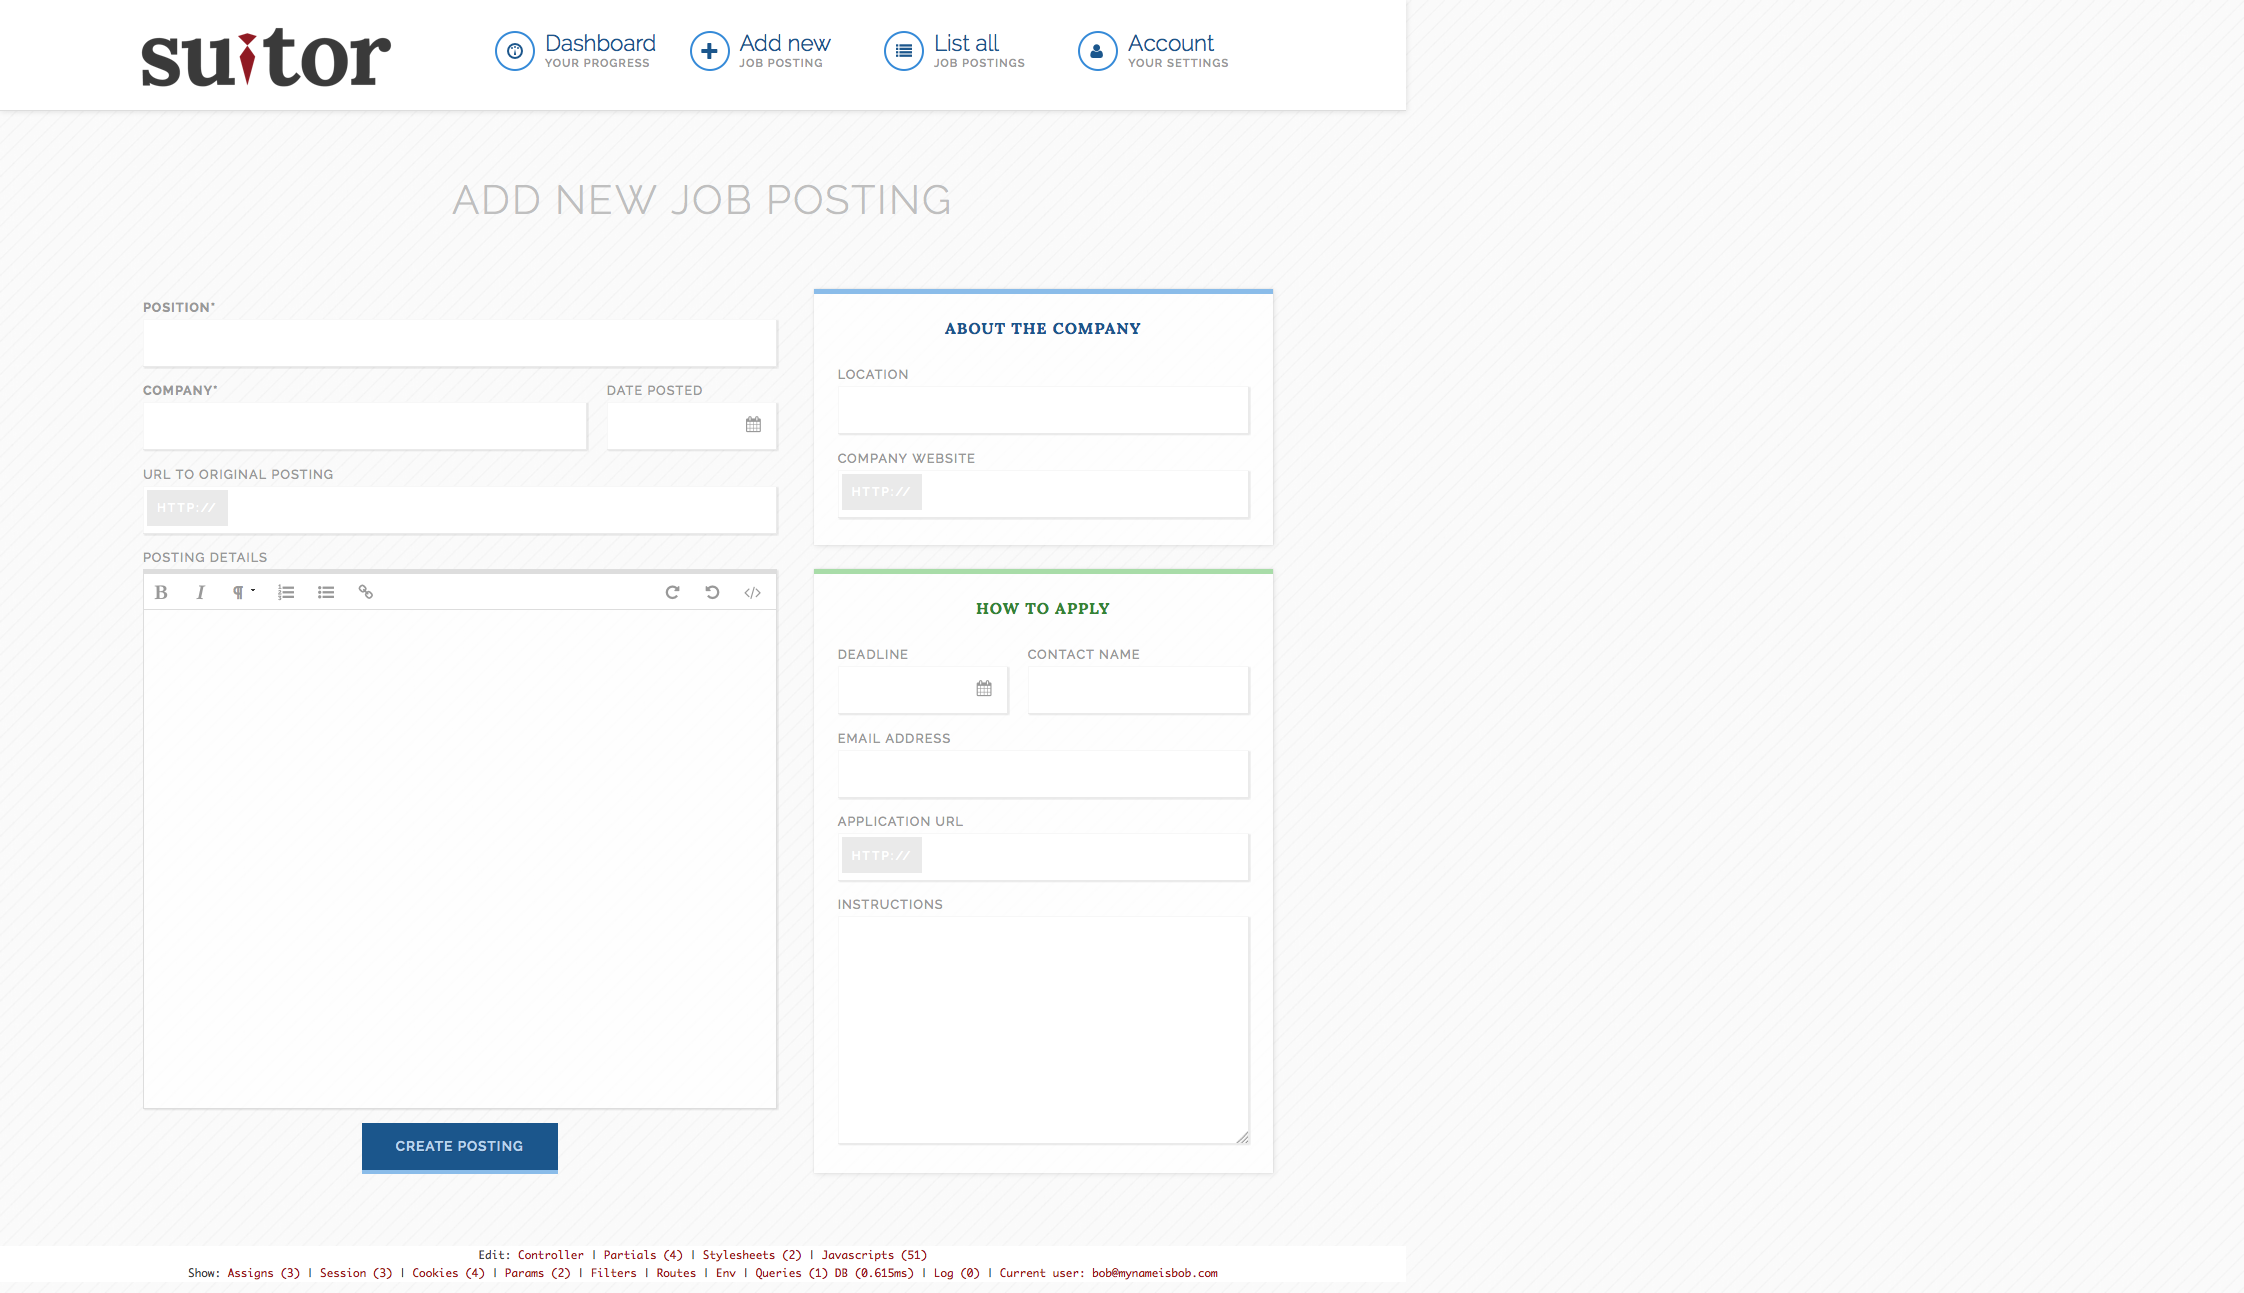 suitor
Dashboard
YOUR PROGRESS
Add new
JOB POSTING
List all
JOB POSTINGS
Account
YOUR SETTINGS
ADD NEW JOB POSTING
POSITION*
COMPANY*
DATE POSTED
URL TO ORIGINAL POSTING
HTTP://
POSTING DETAILS
B I ¶ </>
CREATE POSTING
ABOUT THE COMPANY
LOCATION
COMPANY WEBSITE
HTTP://
HOW TO APPLY
DEADLINE
CONTACT NAME
EMAIL ADDRESS
APPLICATION URL
HTTP://
INSTRUCTIONS
Edit: Controller | Partials (4) | Stylesheets (2) | Javascripts (51)
Show: Assigns (3) | Session (3) | Cookies (4) | Params (2) | Filters | Routes | Env | Queries (1) DB (0.615ms) | Log (0) | Current user: bob@mynameisbob.com